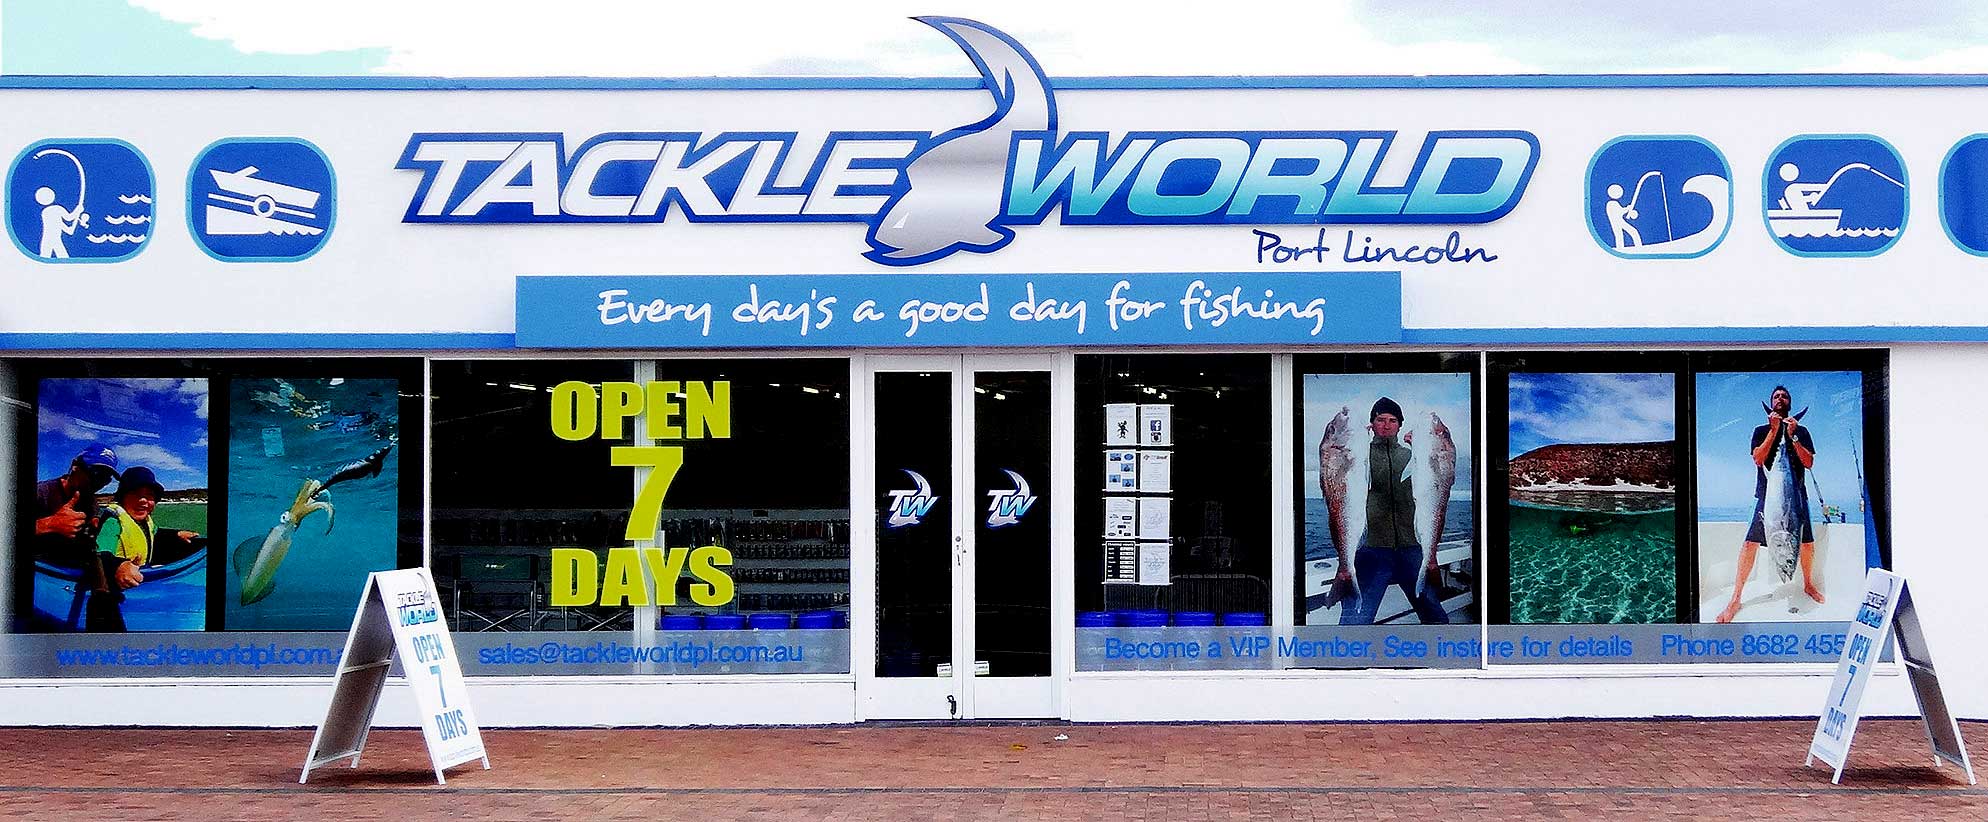 TACKLE WORLD
Port Lincoln
Every day's a good day for fishing
OPEN
7
DAYS
TW
TW
www.tackleworldpl.com.a
sales@tackleworldpl.com.au
Become a VIP Member, See instore for details
Phone 8682 455
TACKLE
WORLD
OPEN
7
DAYS
TACKLE
WORLD
OPEN
7
DAYS